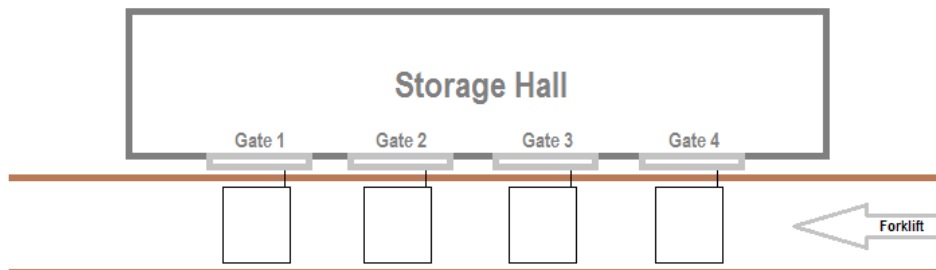 Storage Hall
Gate 1 Gate 2 Gate 3 Gate 4
Forklift